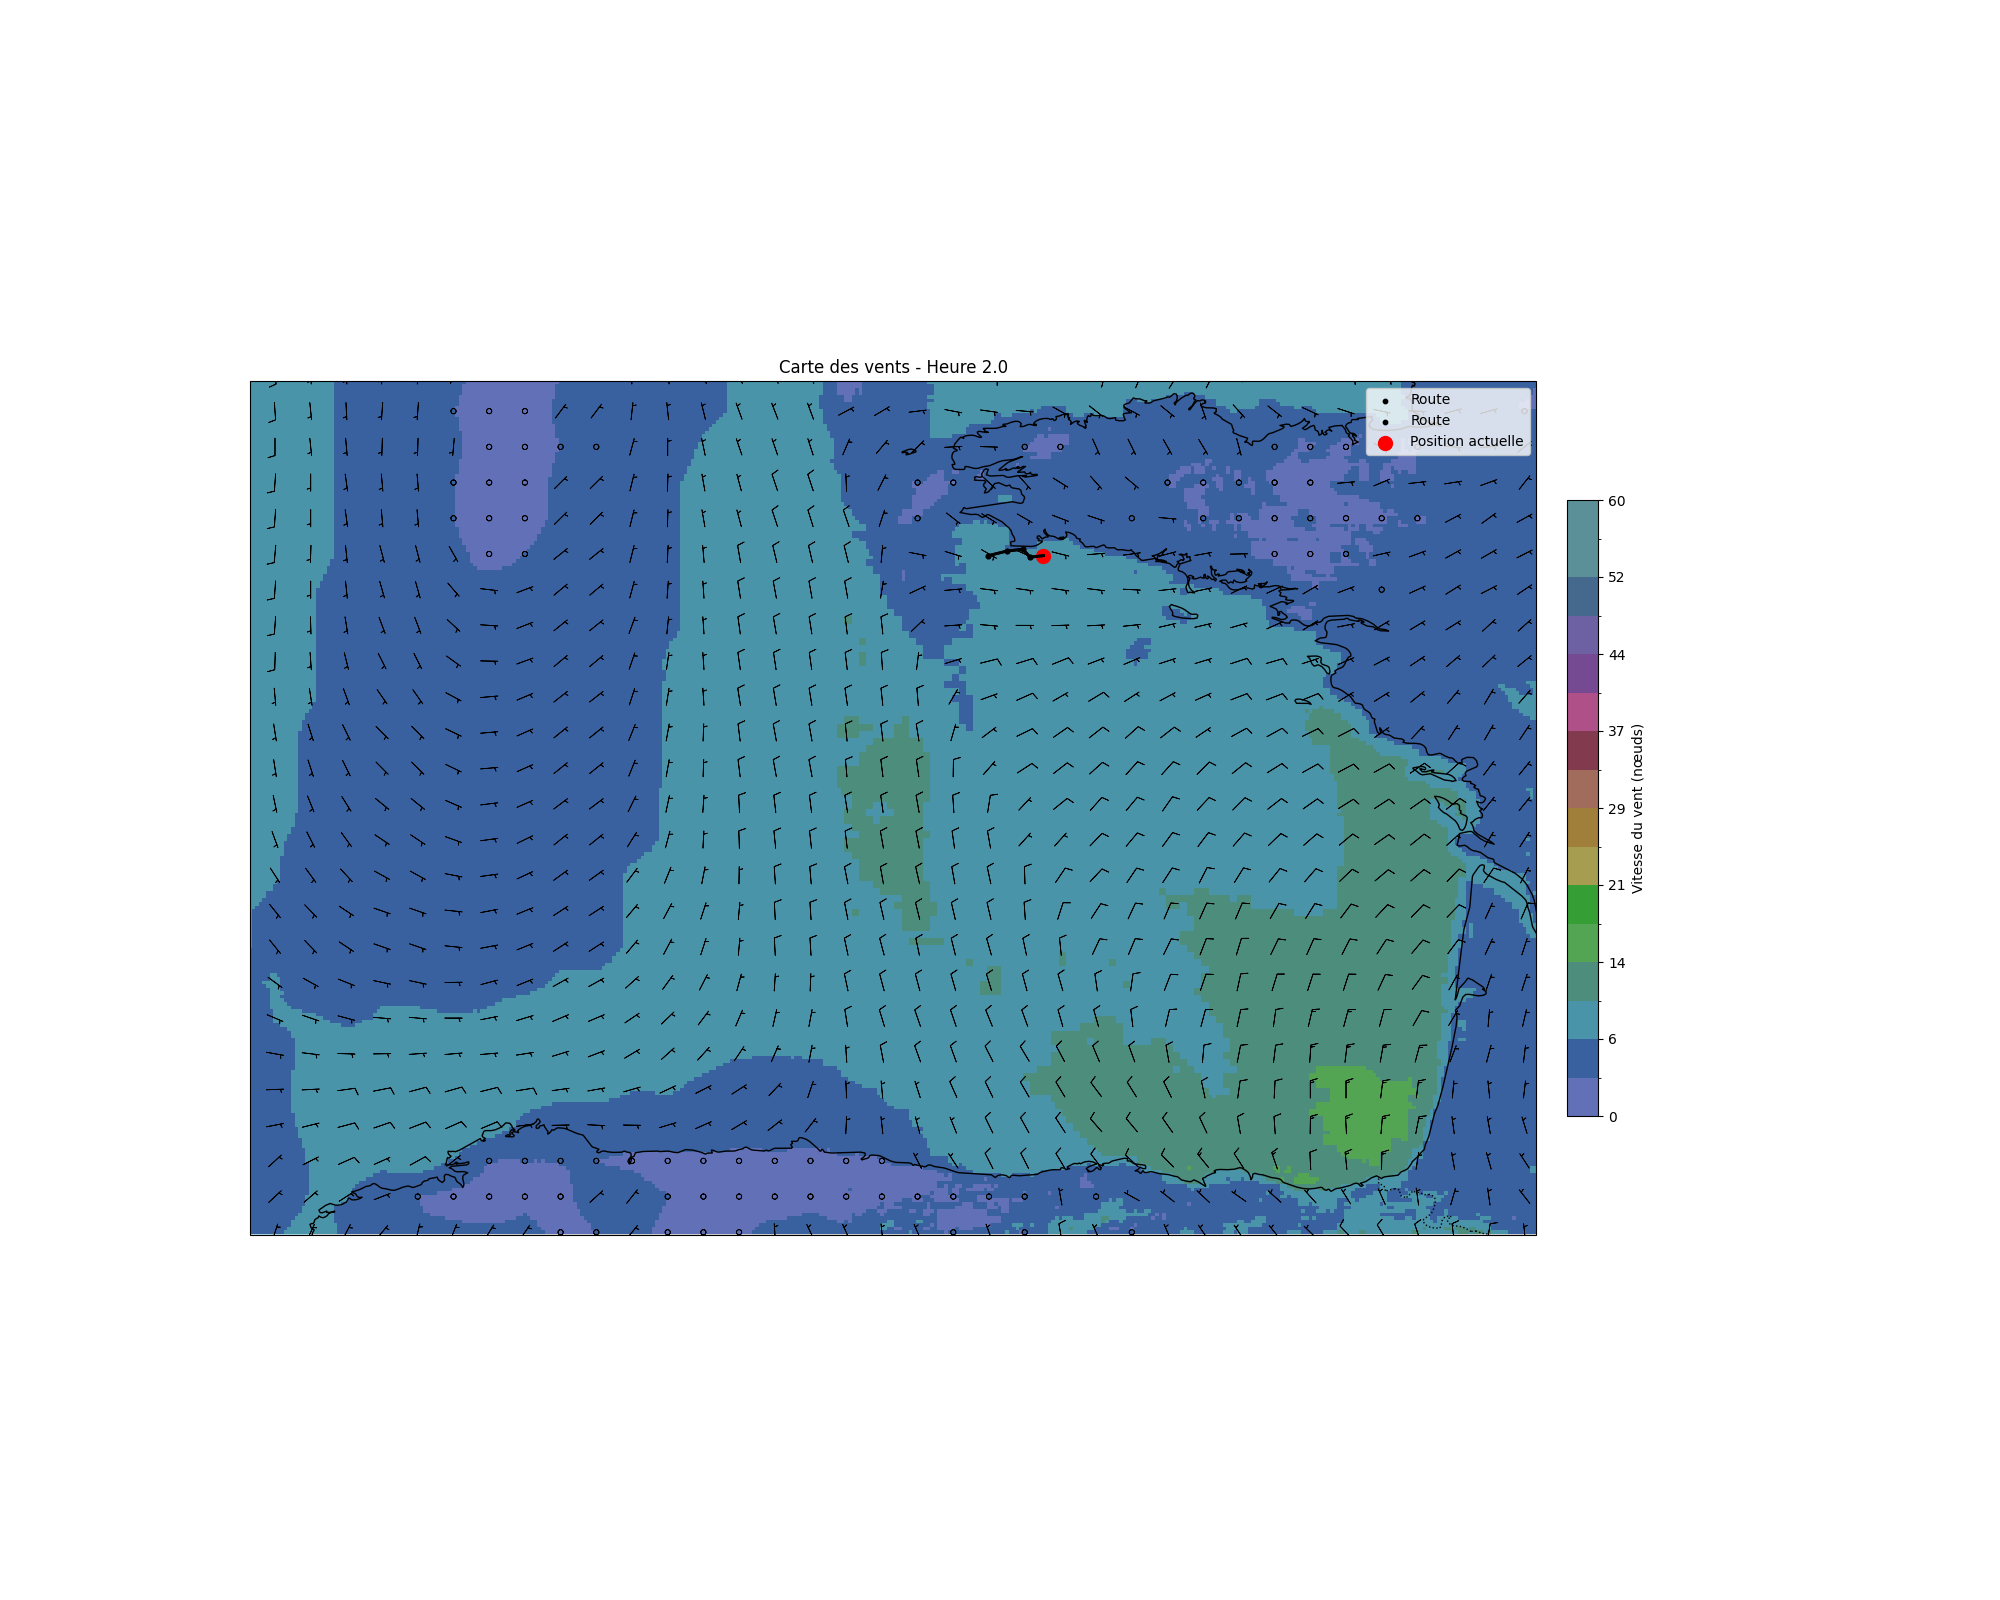 Carte des vents - Heure 2.0
Route
Route
Position actuelle
60
52
44
37
29
21
14
6
0
Vitesse du vent (nœuds)